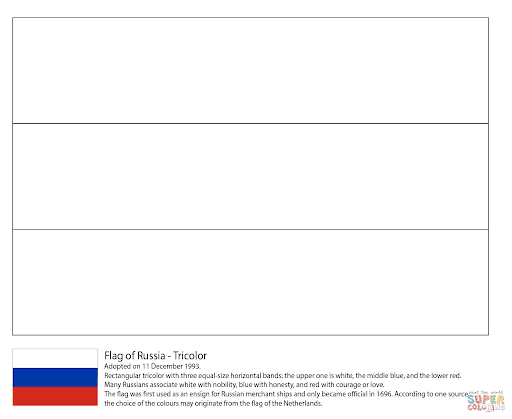 Flag of Russia - Tricolor
Adopted on 11 December 1993.
Rectangular tricolor with three equal-size horizontal bands: the upper one is white, the middle blue, and the lower red.
Many Russians associate white with nobility, blue with honesty, and red with courage or love.
The flag was first used as an ensign for Russian merchant ships and only became official in 1696. According to one source
the choice of the colours may originate from the flag of the Netherlands.
SUPER
COLORING